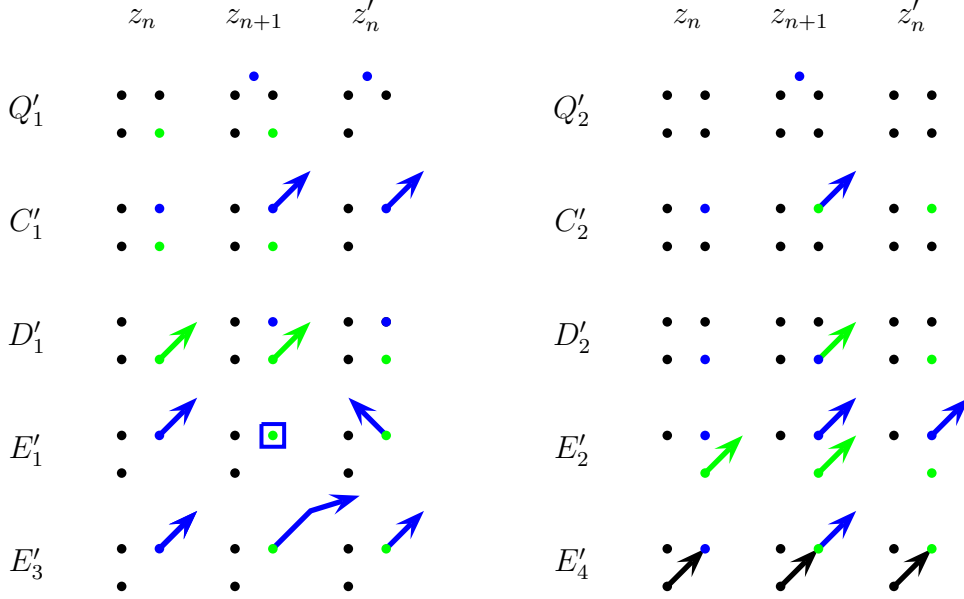 z_n z_{n+1} z'_n z_n z_{n+1} z'_n
Q'_1 Q'_2
C'_1 C'_2
D'_1 D'_2
E'_1 E'_2
E'_3 E'_4